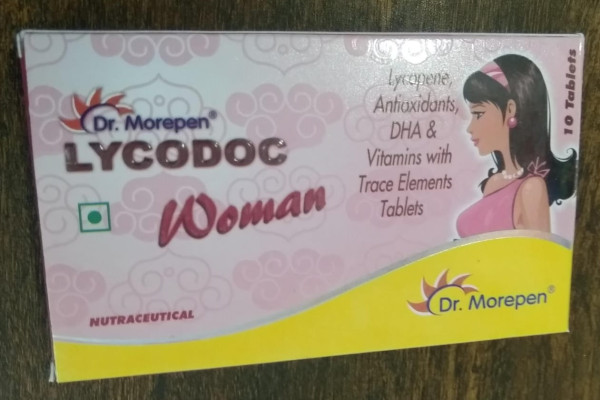 Dr. Morepen®
LYCODOC
Woman
Lycopene,
Antioxidants,
DHA &
Vitamins with
Trace Elements
Tablets
10 Tablets
NUTRACEUTICAL
Dr. Morepen®